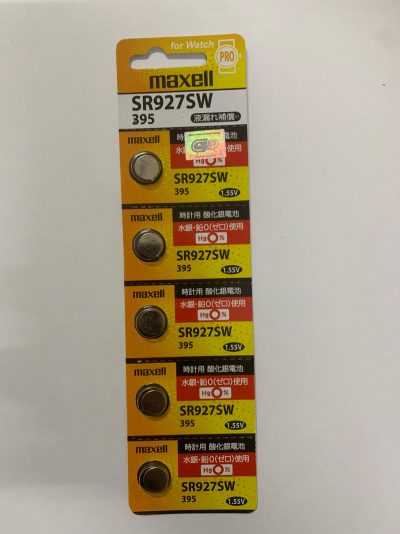 for Watch
PRO
maxell
SR927SW
395
液漏れ補償
maxell
時計用 酸化銀電池
水銀
Hg0%
SR927SW
395
1.55V
maxell
時計用 酸化銀電池
水銀・鉛0(ゼロ)使用
Hg0%
SR927SW
395
1.55V
maxell
時計用 酸化銀電池
水銀・鉛0(ゼロ)使用
Hg0%
SR927SW
395
1.55V
maxell
時計用 酸化銀電池
水銀・鉛0(ゼロ)使用
Hg0%
SR927SW
395
1.55V
maxell
時計用 酸化銀電池
水銀・鉛0(ゼロ)使用
Hg0%
SR927SW
395
1.55V